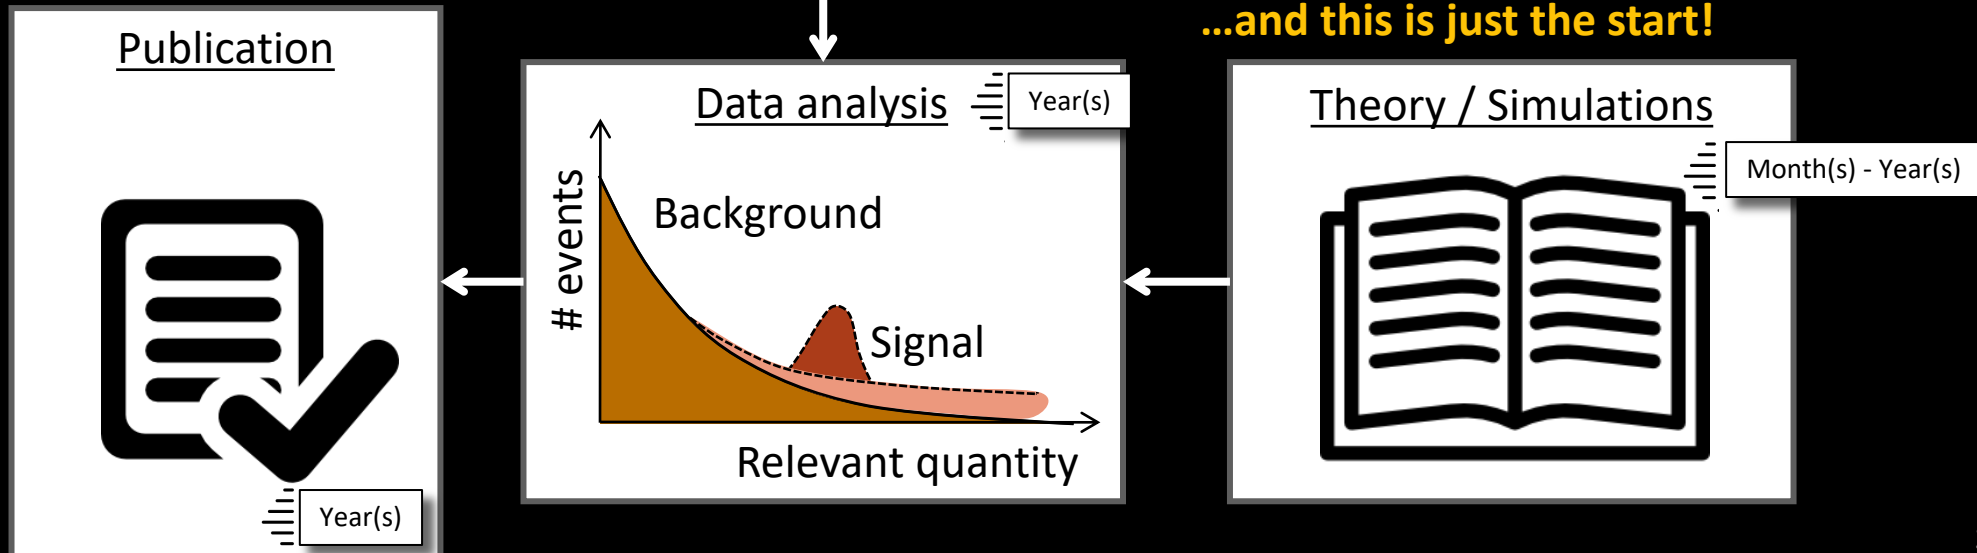 …and this is just the start!
Publication
Year(s)
Data analysis
Year(s)
# events
Background
Signal
Relevant quantity
Theory / Simulations
Month(s) - Year(s)